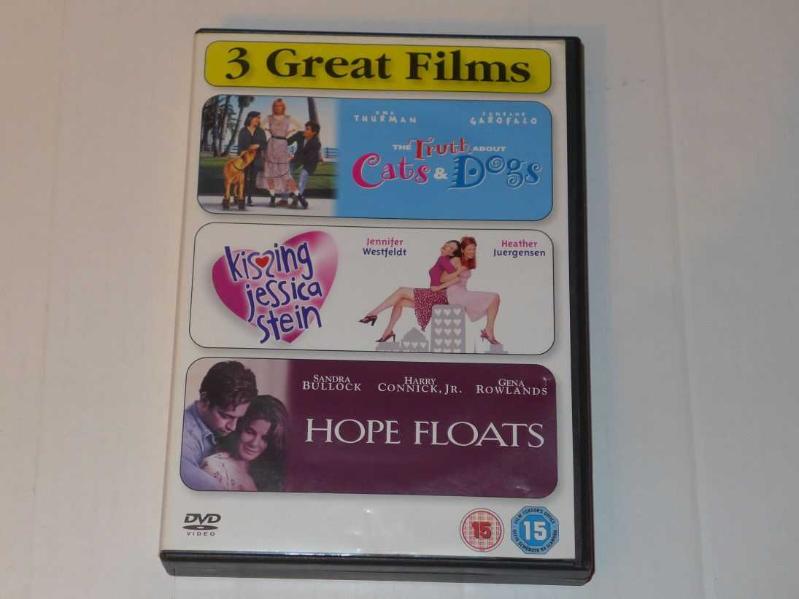 3 Great Films
UMA THURMAN
JANEANE GAROFALO
THE Truth ABOUT
Cats & Dogs
kissing
jessica
stein
Jennifer
Westfeldt
Heather
Juergensen
SANDRA
BULLOCK
HARRY
CONNICK, JR.
GENA
ROWLANDS
HOPE FLOATS
DVD
VIDEO
15
15